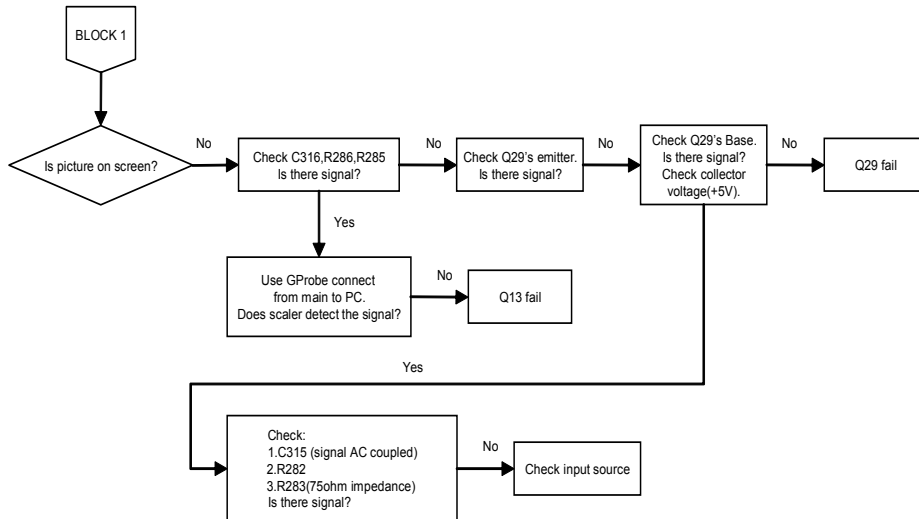 BLOCK 1
Is picture on screen?
No
Check C316,R286,R285
Is there signal?
No
Check Q29's emitter.
Is there signal?
No
Check Q29's Base.
Is there signal?
Check collector
voltage(+5V).
No
Q29 fail
Yes
Use GProbe connect
from main to PC.
Does scaler detect the signal?
No
Q13 fail
Yes
Check:
1.C315 (signal AC coupled)
2.R282
3.R283(75ohm impedance)
Is there signal?
No
Check input source